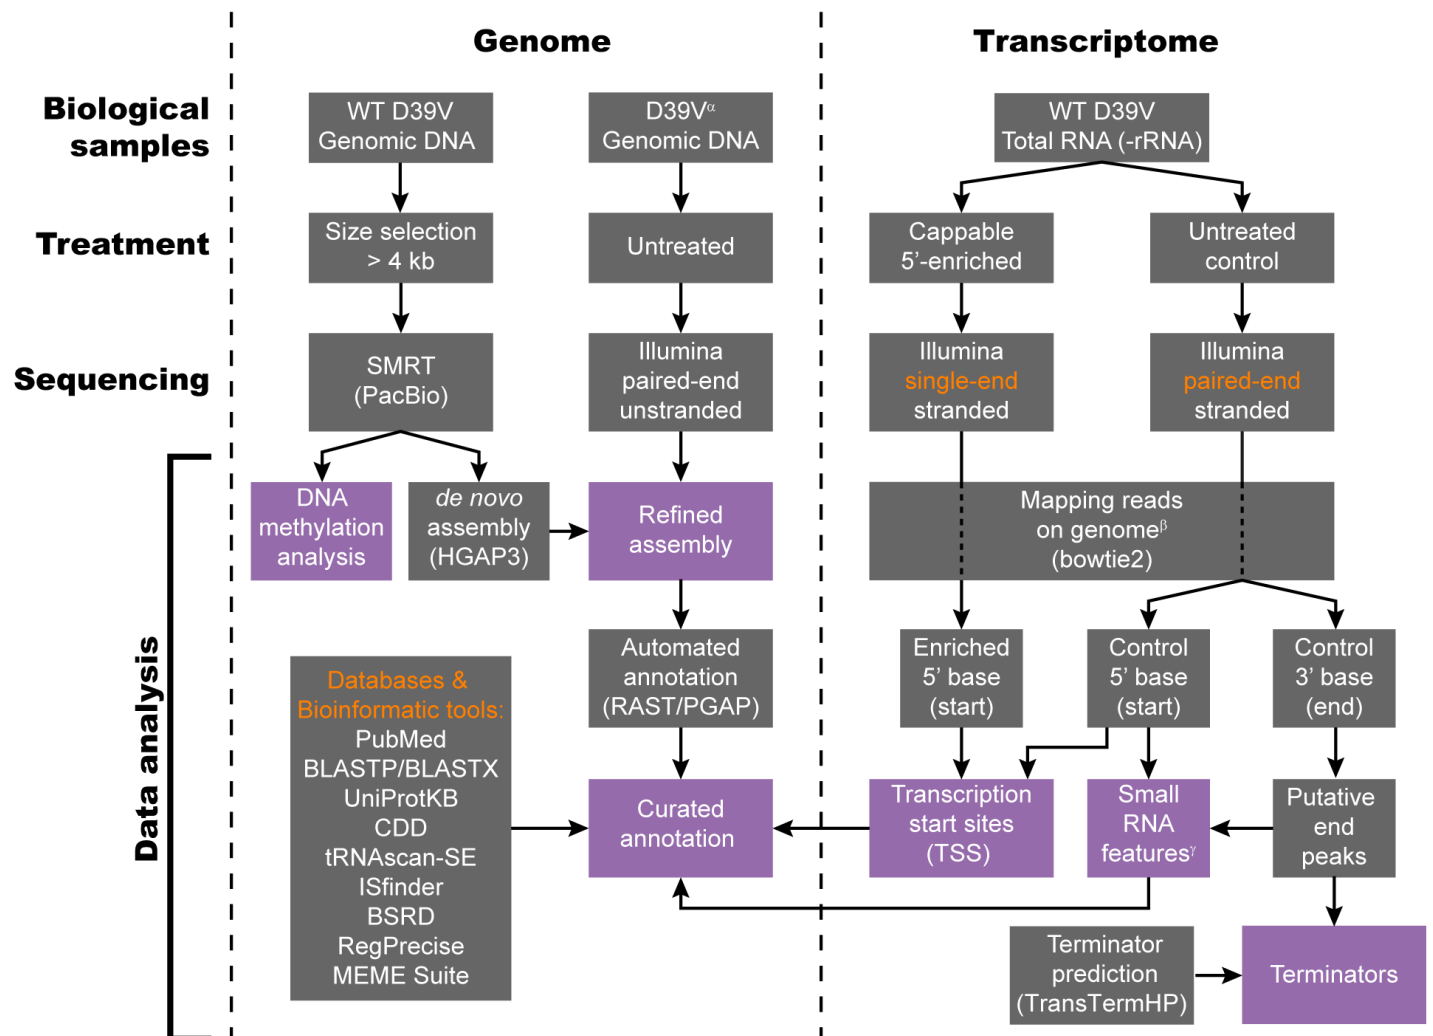 Genome
Transcriptome
Biological
samples
WT D39V
Genomic DNA
D39Vᵅ
Genomic DNA
WT D39V
Total RNA (-rRNA)
Treatment
Size selection
> 4 kb
Untreated
Cappable
5’-enriched
Untreated
control
Sequencing
SMRT
(PacBio)
Illumina
paired-end
unstranded
Illumina
single-end
stranded
Illumina
paired-end
stranded
Data analysis
DNA
methylation
analysis
de novo
assembly
(HGAP3)
Refined
assembly
Mapping reads
on genomeᵝ
(bowtie2)
Automated
annotation
(RAST/PGAP)
Enriched
5’ base
(start)
Control
5’ base
(start)
Control
3’ base
(end)
Databases &
Bioinformatic tools:
PubMed
BLASTP/BLASTX
UniProtKB
CDD
tRNAscan-SE
ISfinder
BSRD
RegPrecise
MEME Suite
Curated
annotation
Transcription
start sites
(TSS)
Small
RNA
featuresᵞ
Putative
end
peaks
Terminator
prediction
(TransTermHP)
Terminators